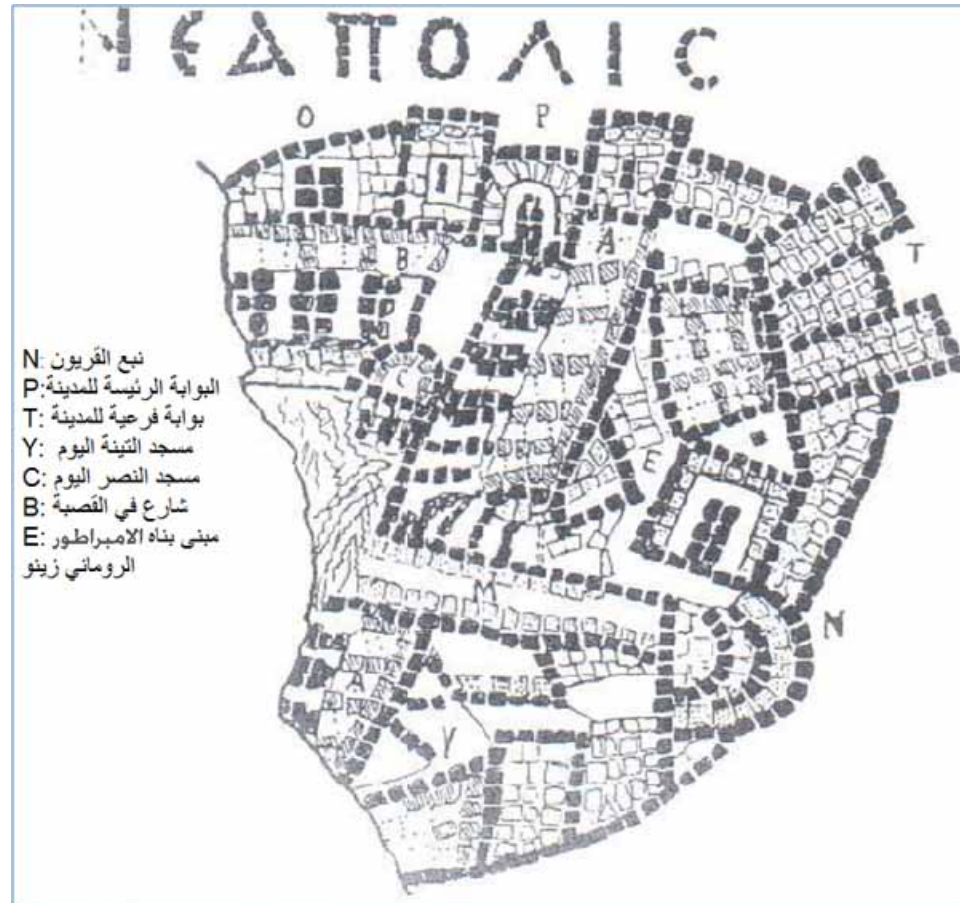 ΝΕΑΠΟΛΙС
O
P
A
T
B
C
E
M
N
A
Y
N: نبع القريون
P: البوابة الرئيسة للمدينة
T: بوابة فرعية للمدينة
Y: مسجد التينة اليوم
C: مسجد النصر اليوم
B: شارع في القصبة
E: مبنى بناه الامبراطور
الروماني زينو